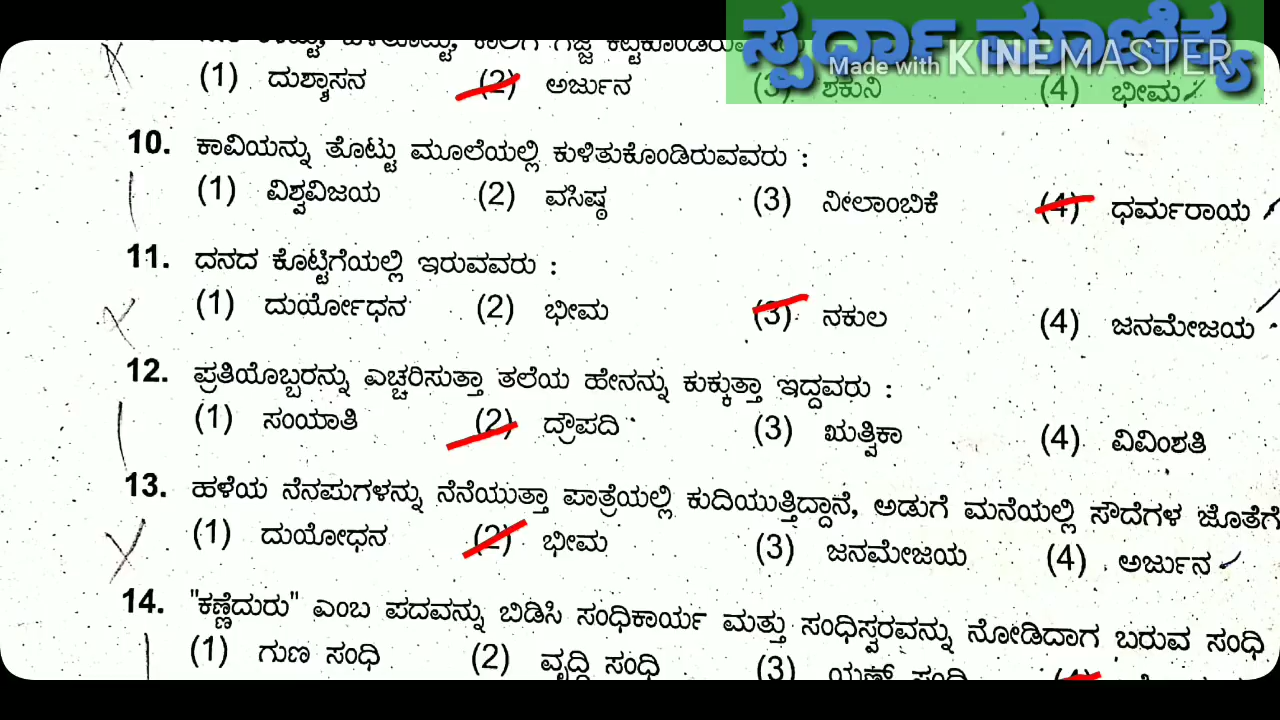 ಸ್ಪರ್ಧಾ ಮಾಣಿಕ್ಯ
Made with KINEMASTER
(1) ದುಶ್ಶಾಸನ (2) ಅರ್ಜುನ (3) ಶಕುನಿ (4) ಭೀಮ
10. ಕಾವಿಯನ್ನು ತೊಟ್ಟು ಮೂಲೆಯಲ್ಲಿ ಕುಳಿತುಕೊಂಡಿರುವವರು :
(1) ವಿಶ್ವವಿಜಯ (2) ವಸಿಷ್ಠ (3) ನೀಲಾಂಬಿಕೆ (4) ಧರ್ಮರಾಯ
11. ದನದ ಕೊಟ್ಟಿಗೆಯಲ್ಲಿ ಇರುವವರು :
(1) ದುರ್ಯೋಧನ (2) ಭೀಮ (3) ನಕುಲ (4) ಜನಮೇಜಯ
12. ಪ್ರತಿಯೊಬ್ಬರನ್ನು ಎಚ್ಚರಿಸುತ್ತಾ ತಲೆಯ ಹೇನನ್ನು ಕುಕ್ಕುತ್ತಾ ಇದ್ದವರು :
(1) ಸಂಯಾತಿ (2) ದ್ರೌಪದಿ (3) ಋತ್ವಿಕಾ (4) ವಿವಿಂಶತಿ
13. ಹಳೆಯ ನೆನಪುಗಳನ್ನು ನೆನೆಯುತ್ತಾ ಪಾತ್ರೆಯಲ್ಲಿ ಕುದಿಯುತ್ತಿದ್ದಾನೆ, ಅಡುಗೆ ಮನೆಯಲ್ಲಿ ಸೌದೆಗಳ ಜೊತೆಗೆ
(1) ದುಯೋಧನ (2) ಭೀಮ (3) ಜನಮೇಜಯ (4) ಅರ್ಜುನ
14. "ಕಣ್ಣೆದುರು" ಎಂಬ ಪದವನ್ನು ಬಿಡಿಸಿ ಸಂಧಿಕಾರ್ಯ ಮತ್ತು ಸಂಧಿಸ್ವರವನ್ನು ನೋಡಿದಾಗ ಬರುವ ಸಂಧಿ
(1) ಗುಣ ಸಂಧಿ (2) ವೃದ್ಧಿ ಸಂಧಿ (3) ಯಣ್ ಸಂಧಿ